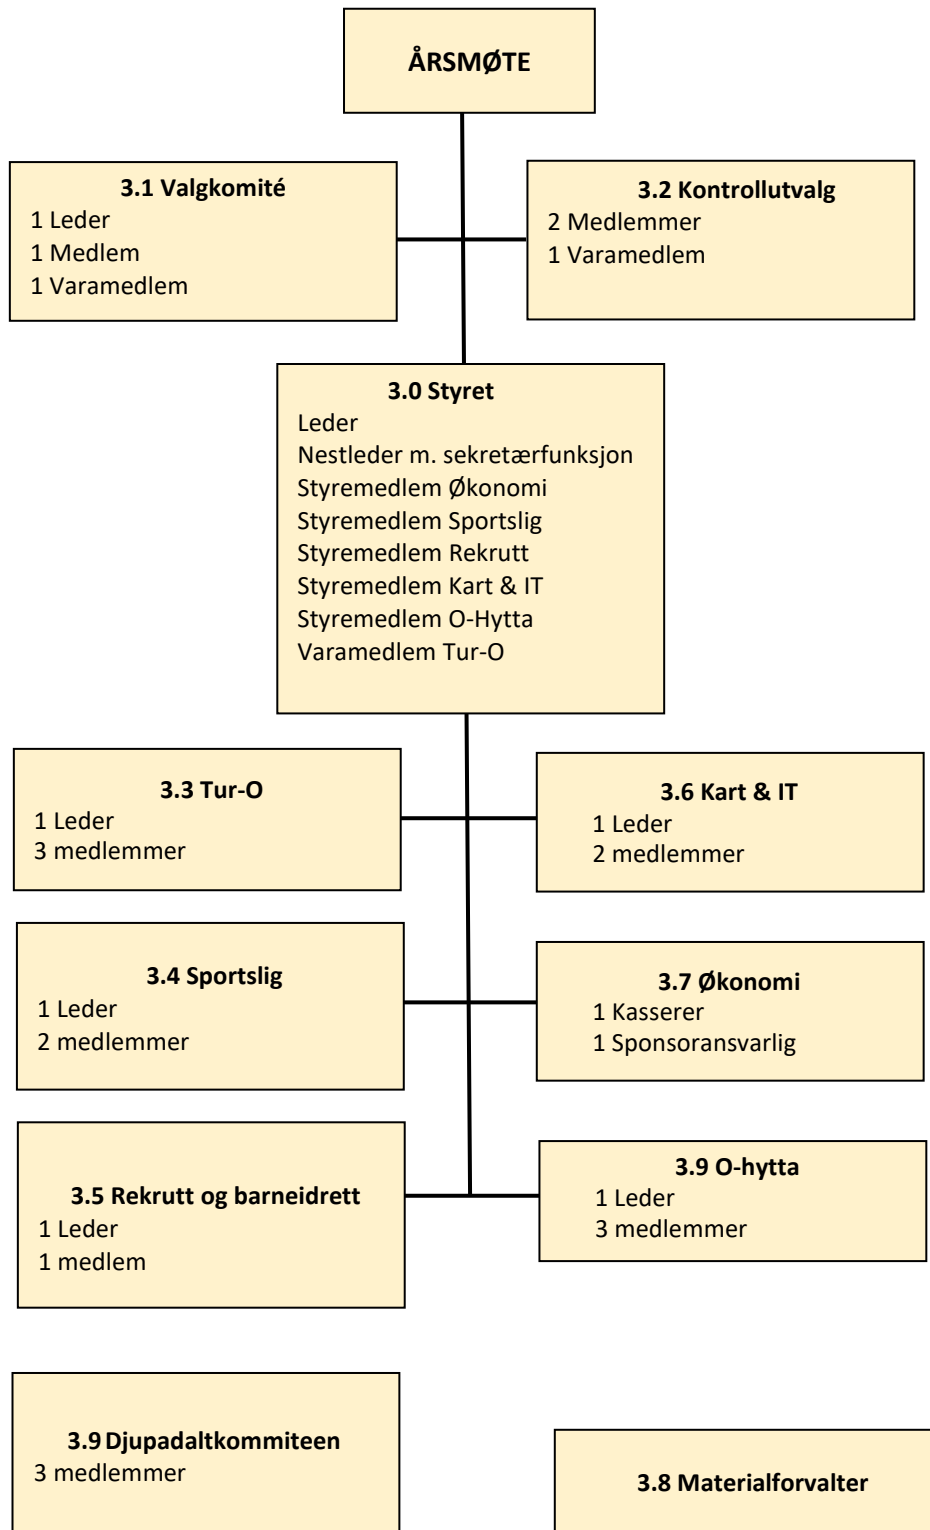 ÅRSMØTE
3.1 Valgkomité
1 Leder
1 Medlem
1 Varamedlem
3.2 Kontrollutvalg
2 Medlemmer
1 Varamedlem
3.0 Styret
Leder
Nestleder m. sekretærfunksjon
Styremedlem Økonomi
Styremedlem Sportslig
Styremedlem Rekrutt
Styremedlem Kart & IT
Styremedlem O-Hytta
Varamedlem Tur-O
3.3 Tur-O
1 Leder
3 medlemmer
3.6 Kart & IT
1 Leder
2 medlemmer
3.4 Sportslig
1 Leder
2 medlemmer
3.7 Økonomi
1 Kasserer
1 Sponsoransvarlig
3.5 Rekrutt og barneidrett
1 Leder
1 medlem
3.9 O-hytta
1 Leder
3 medlemmer
3.9 Djupadaltkommiteen
3 medlemmer
3.8 Materialforvalter